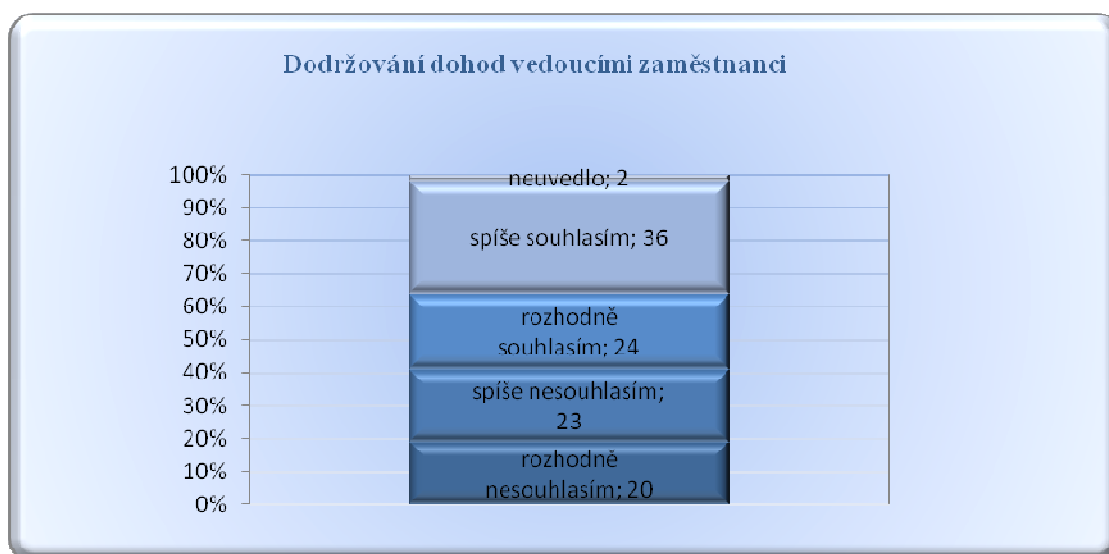 Dodržování dohod vedoucími zaměstnanci
100%
90%
80%
70%
60%
50%
40%
30%
20%
10%
0%
neuvedlo; 2
spíše souhlasím; 36
rozhodně
souhlasím; 24
spíše nesouhlasím;
23
rozhodně
nesouhlasím; 20